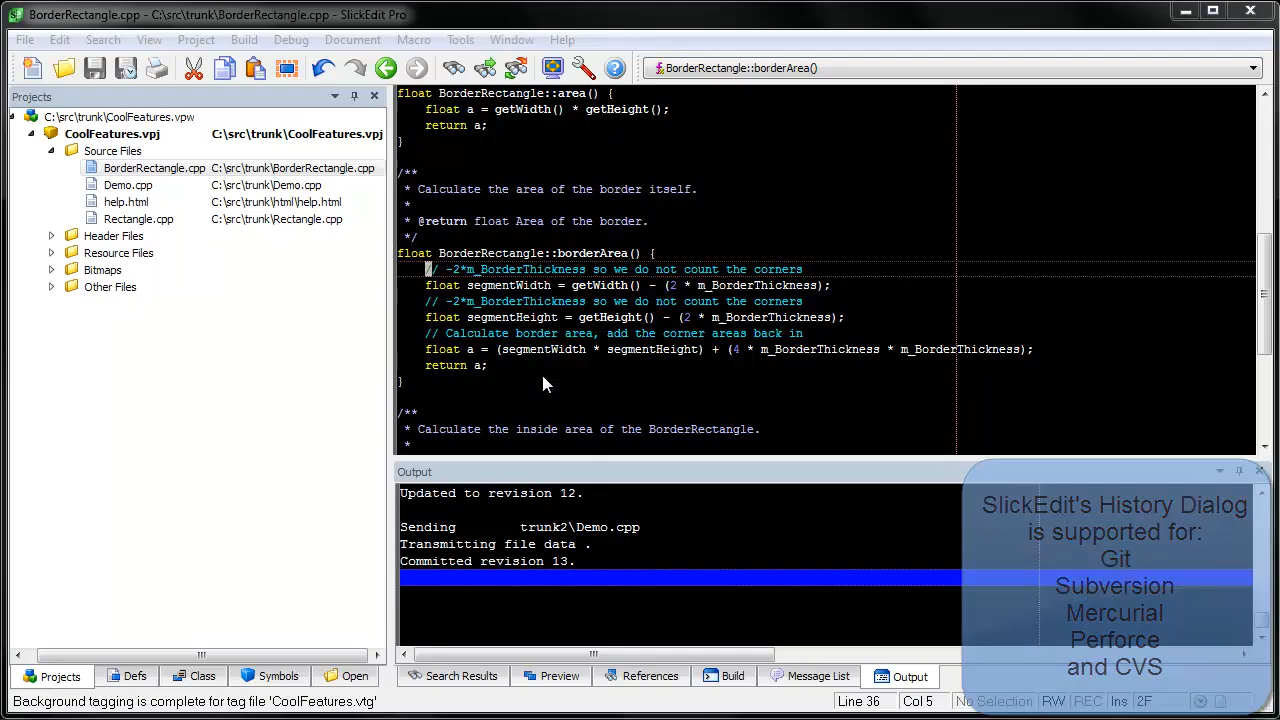 BorderRectangle.cpp - C:\src\trunk\BorderRectangle.cpp - SlickEdit Pro
File Edit Search View Project Build Debug Document Macro Tools Window Help
BorderRectangle::borderArea()
Projects
C:\src\trunk\CoolFeatures.vpw
CoolFeatures.vpj C:\src\trunk\CoolFeatures.vpj
Source Files
BorderRectangle.cpp C:\src\trunk\BorderRectangle.cpp
Demo.cpp C:\src\trunk\Demo.cpp
help.html C:\src\trunk\html\help.html
Rectangle.cpp C:\src\trunk\Rectangle.cpp
Header Files
Resource Files
Bitmaps
Other Files
float BorderRectangle::area() {
float a = getWidth() * getHeight();
return a;
}
/**
* Calculate the area of the border itself.
*
* @return float Area of the border.
*/
float BorderRectangle::borderArea() {
// -2*m_BorderThickness so we do not count the corners
float segmentWidth = getWidth() - (2 * m_BorderThickness);
// -2*m_BorderThickness so we do not count the corners
float segmentHeight = getHeight() - (2 * m_BorderThickness);
// Calculate border area, add the corner areas back in
float a = (segmentWidth * segmentHeight) + (4 * m_BorderThickness * m_BorderThickness);
return a;
}
/**
* Calculate the inside area of the BorderRectangle.
*
Output
Updated to revision 12.
Sending trunk2\Demo.cpp
Transmitting file data .
Committed revision 13.
SlickEdit's History Dialog
is supported for:
Git
Subversion
Mercurial
Perforce
and CVS
Projects Defs Class Symbols Open
Search Results Preview References Build Message List Output
Background tagging is complete for tag file 'CoolFeatures.vtg'
Line 36 Col 5 No Selection RW REC Ins 2F